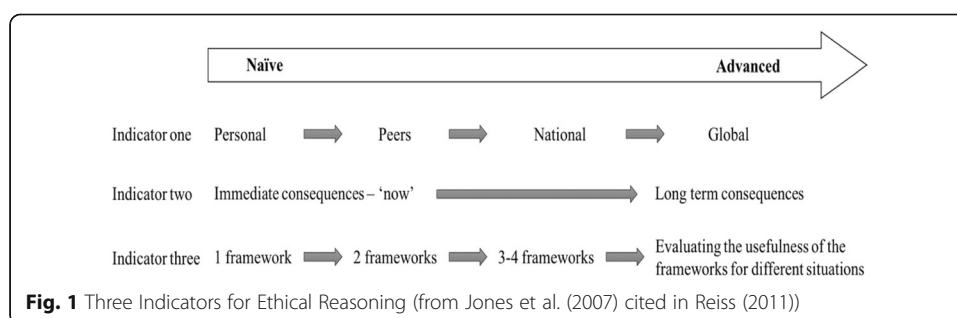 Naïve Advanced
Indicator one Personal Peers National Global
Indicator two Immediate consequences – ‘now’ Long term consequences
Indicator three 1 framework 2 frameworks 3-4 frameworks Evaluating the usefulness of the
frameworks for different situations
Fig. 1 Three Indicators for Ethical Reasoning (from Jones et al. (2007) cited in Reiss (2011))